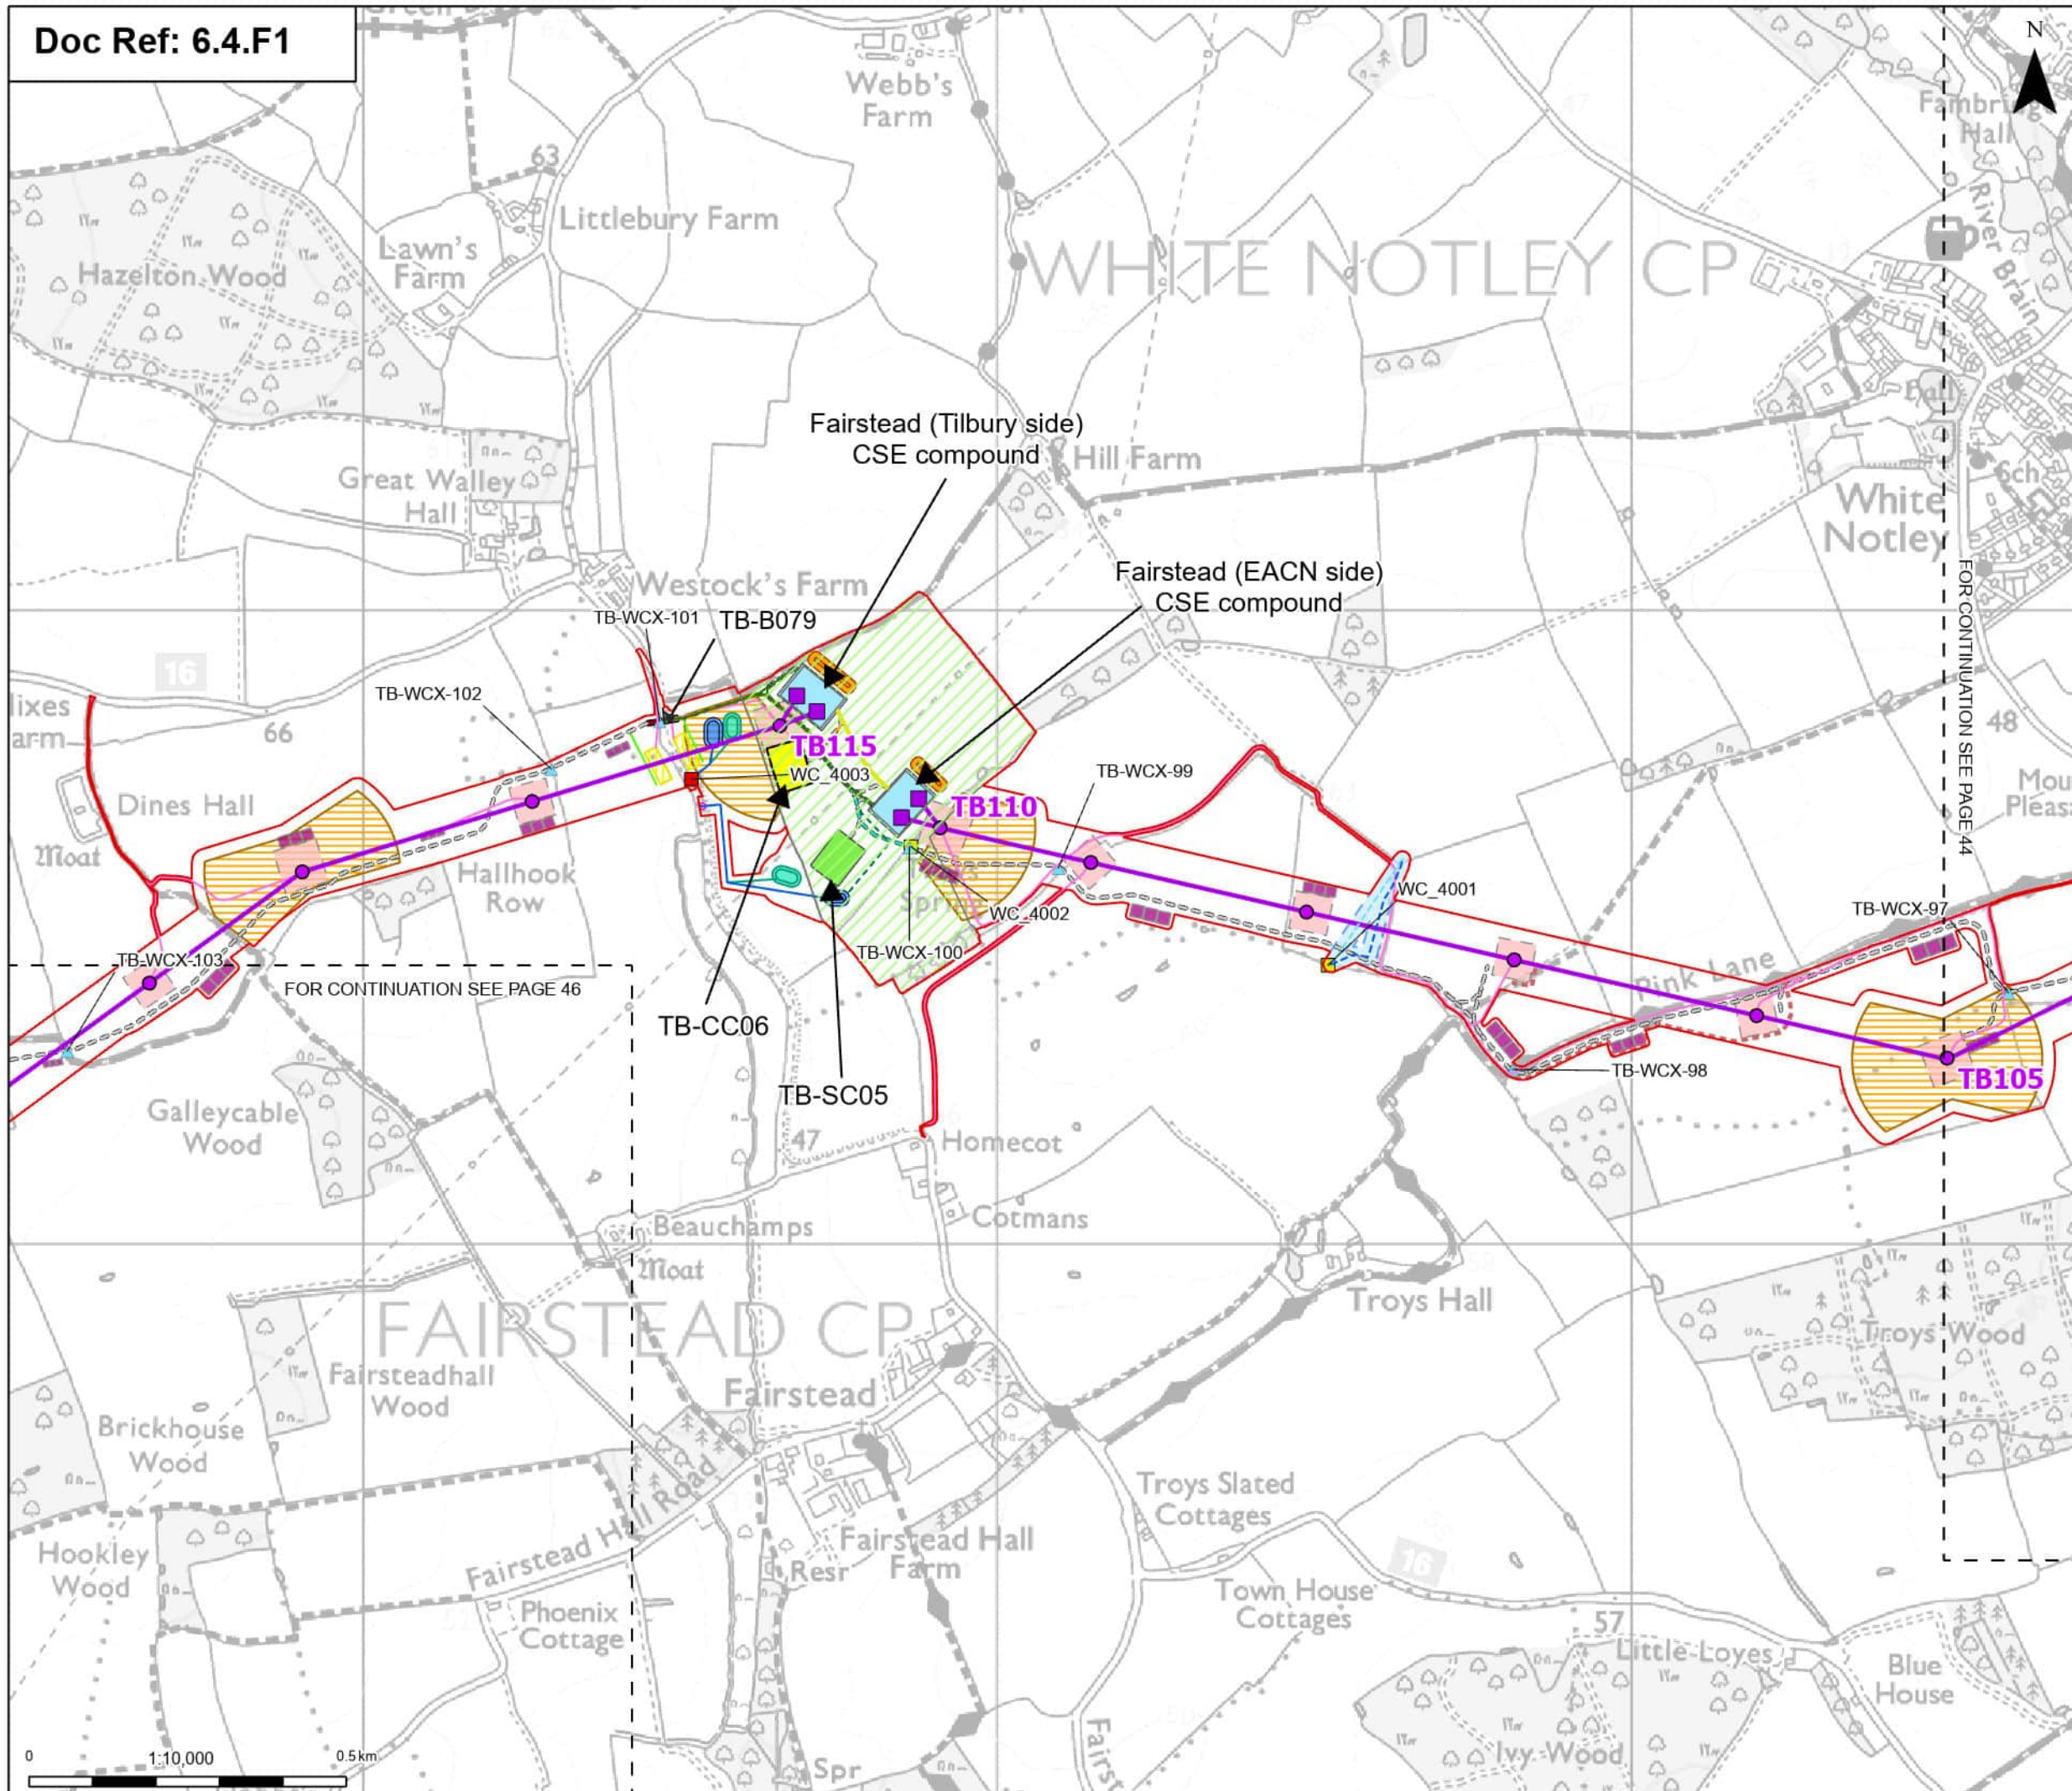 Doc Ref: 6.4.F1
N
Webb's
Farm
Fambridge
Hall
63
Littlebury Farm
Lawn's
Farm
Hazelton Wood
WHITE NOTLEY CP
River Brain
Hall
Fairstead (Tilbury side)
CSE compound
Hill Farm
Sch
Great Walley
Hall
White
Notley
Fairstead (EACN side)
CSE compound
Westock's Farm
TB-WCX-101
TB-B079
FOR CONTINUATION SEE PAGE 44
16
TB-WCX-102
66
48
TB115
WC_4003
TB-WCX-99
Dines Hall
TB110
Moat
Hallhook
Row
WC_4001
TB-WCX-97
WC_4002
TB-WCX-100
TB-WCX-103
FOR CONTINUATION SEE PAGE 46
Pink Lane
TB-CC06
TB-WCX-98
TB105
TB-SC05
Galleycable
Wood
47
Homecot
Cotmans
Beauchamps
Moat
Troys Hall
FAIRSTEAD CP
Troys Wood
Fairsteadhall
Wood
Fairstead
Brickhouse
Wood
Troys Slated
Cottages
Fairstead Hall Road
Fairstead Hall
Farm
Hookley
Wood
Resr
16
Town House
Cottages
Phoenix
Cottage
57
Little Loyes
Blue
House
Ivy Wood
Spr
0
1:10,000
0.5 km